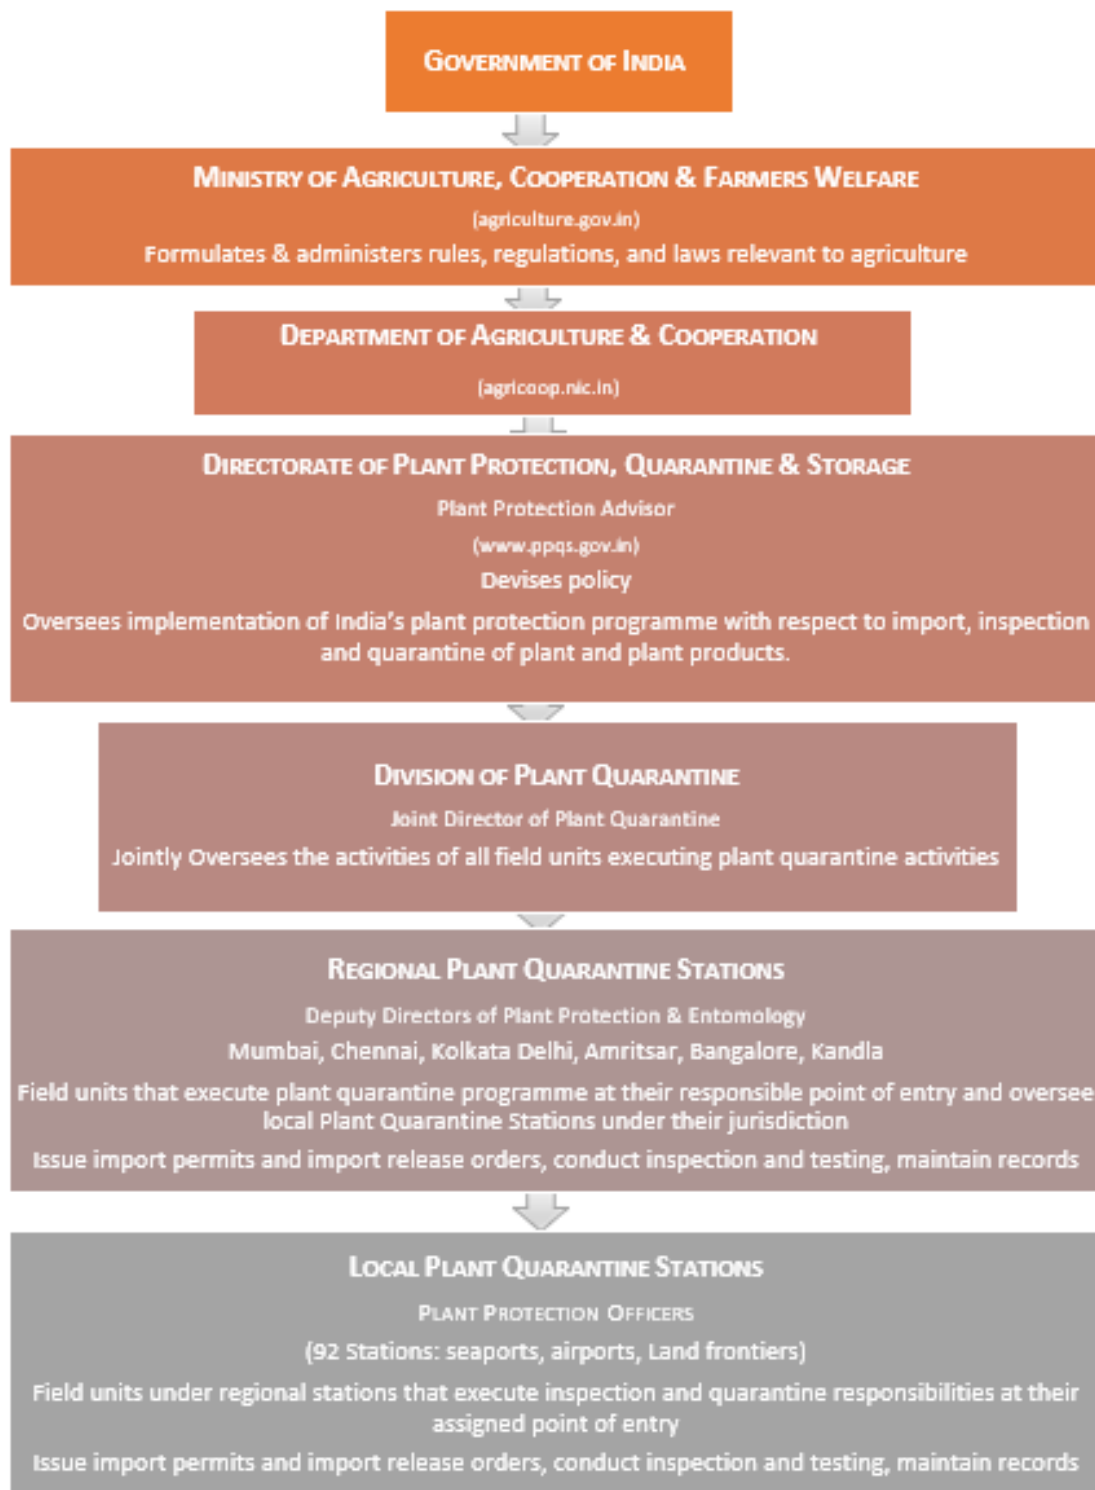 GOVERNMENT OF INDIA
MINISTRY OF AGRICULTURE, COOPERATION & FARMERS WELFARE
(agriculture.gov.in)
Formulates & administers rules, regulations, and laws relevant to agriculture
DEPARTMENT OF AGRICULTURE & COOPERATION
(agricoop.nic.in)
DIRECTORATE OF PLANT PROTECTION, QUARANTINE & STORAGE
Plant Protection Advisor
(www.ppqs.gov.in)
Devises policy
Oversees implementation of India's plant protection programme with respect to import, inspection
and quarantine of plant and plant products.
DIVISION OF PLANT QUARANTINE
Joint Director of Plant Quarantine
Jointly Oversees the activities of all field units executing plant quarantine activities
REGIONAL PLANT QUARANTINE STATIONS
Deputy Directors of Plant Protection & Entomology
Mumbai, Chennai, Kolkata Delhi, Amritsar, Bangalore, Kandla
Field units that execute plant quarantine programme at their responsible point of entry and oversee
local Plant Quarantine Stations under their jurisdiction
Issue import permits and import release orders, conduct inspection and testing, maintain records
LOCAL PLANT QUARANTINE STATIONS
PLANT PROTECTION OFFICERS
(92 Stations: seaports, airports, Land frontiers)
Field units under regional stations that execute inspection and quarantine responsibilities at their
assigned point of entry
Issue import permits and import release orders, conduct inspection and testing, maintain records